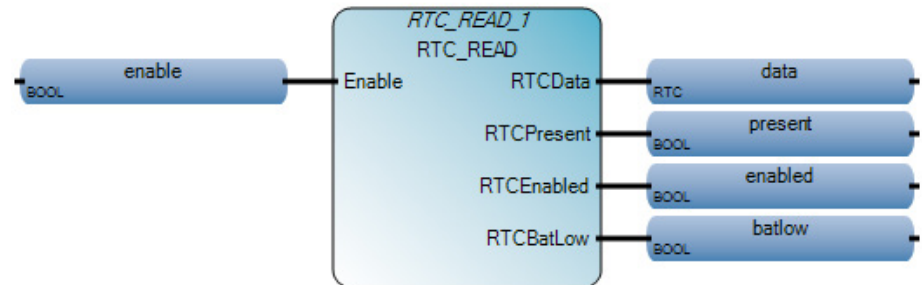 RTC_READ_1
RTC_READ
enable
BOOL
Enable
RTCData
data
RTC
RTCPresent
present
BOOL
RTCEnabled
enabled
BOOL
RTCBatLow
batlow
BOOL